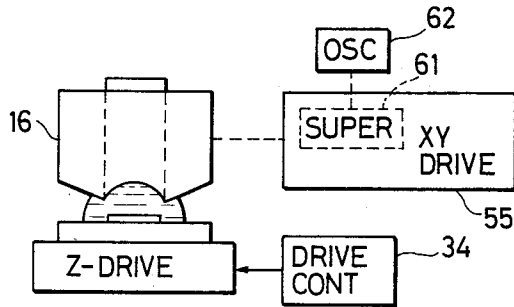 62
OSC
61
16
SUPER
XY
DRIVE
55
Z-DRIVE
DRIVE
CONT
34